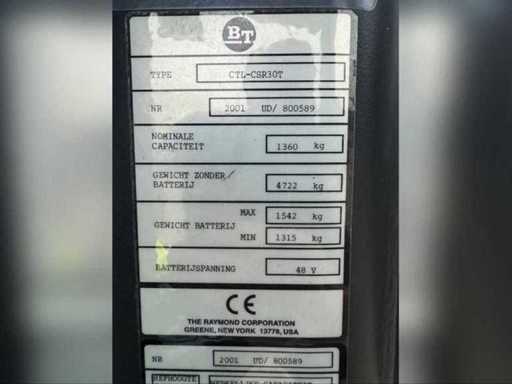 BT
TYPE CTL-CSR30T
NR 2001 UD/ 800589
NOMINALE
CAPACITEIT 1360 kg
GEWICHT ZONDER/
BATTERIJ 4722 kg
MAX 1542 kg
GEWICHT BATTERIJ
MIN 1315 kg
BATTERIJSPANNING 48 V
CE
THE RAYMOND CORPORATION
GREENE, NEW YORK 13778, USA
NR 2001 UD/ 800589
HEFHOOGTE